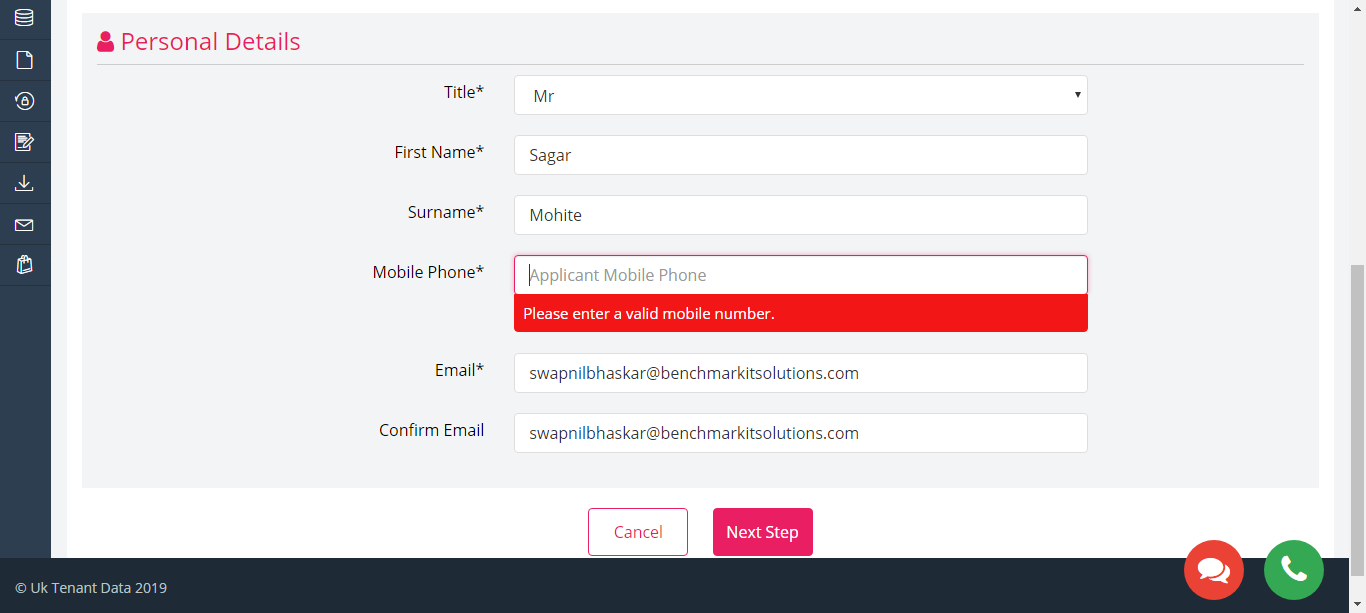 Personal Details
Title*
Mr
First Name*
Sagar
Surname*
Mohite
Mobile Phone*
Applicant Mobile Phone
Please enter a valid mobile number.
Email*
swapnilbhaskar@benchmarkitsolutions.com
Confirm Email
swapnilbhaskar@benchmarkitsolutions.com
Cancel
Next Step
© Uk Tenant Data 2019